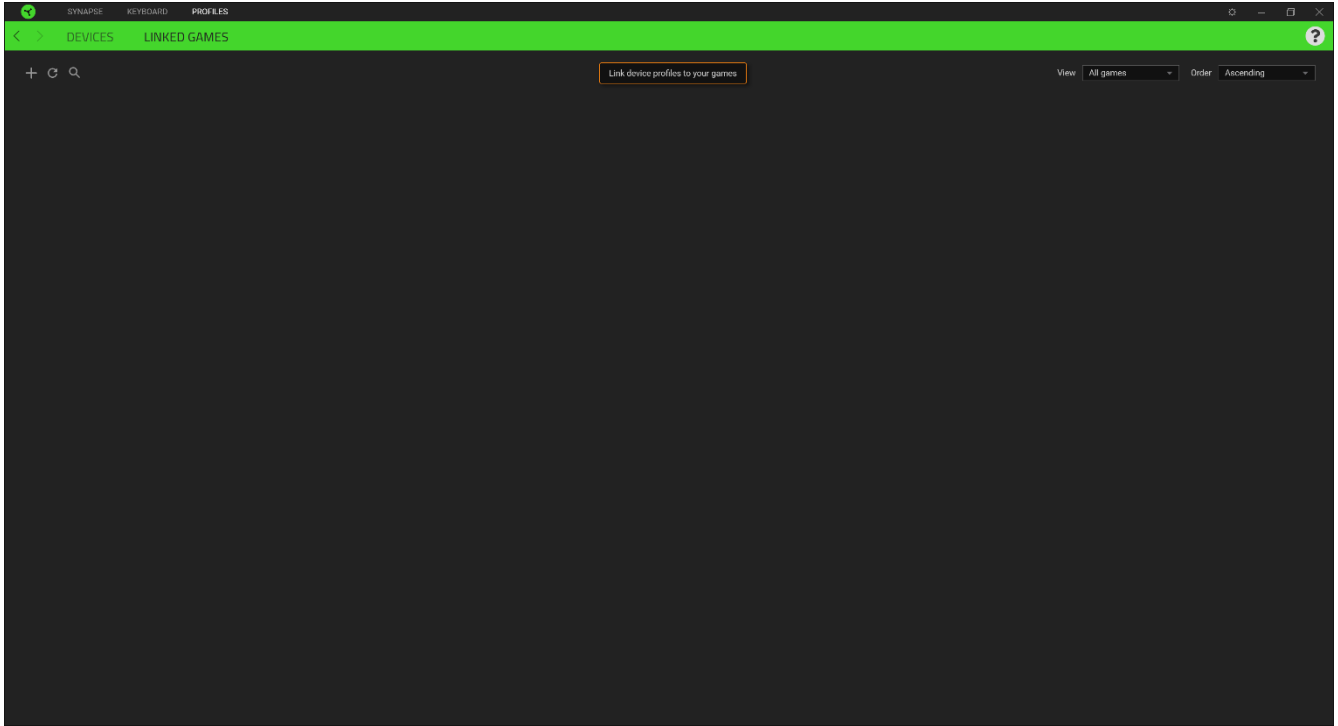 SYNAPSE KEYBOARD PROFILES
DEVICES LINKED GAMES
?
Link device profiles to your games
View All games Order Ascending